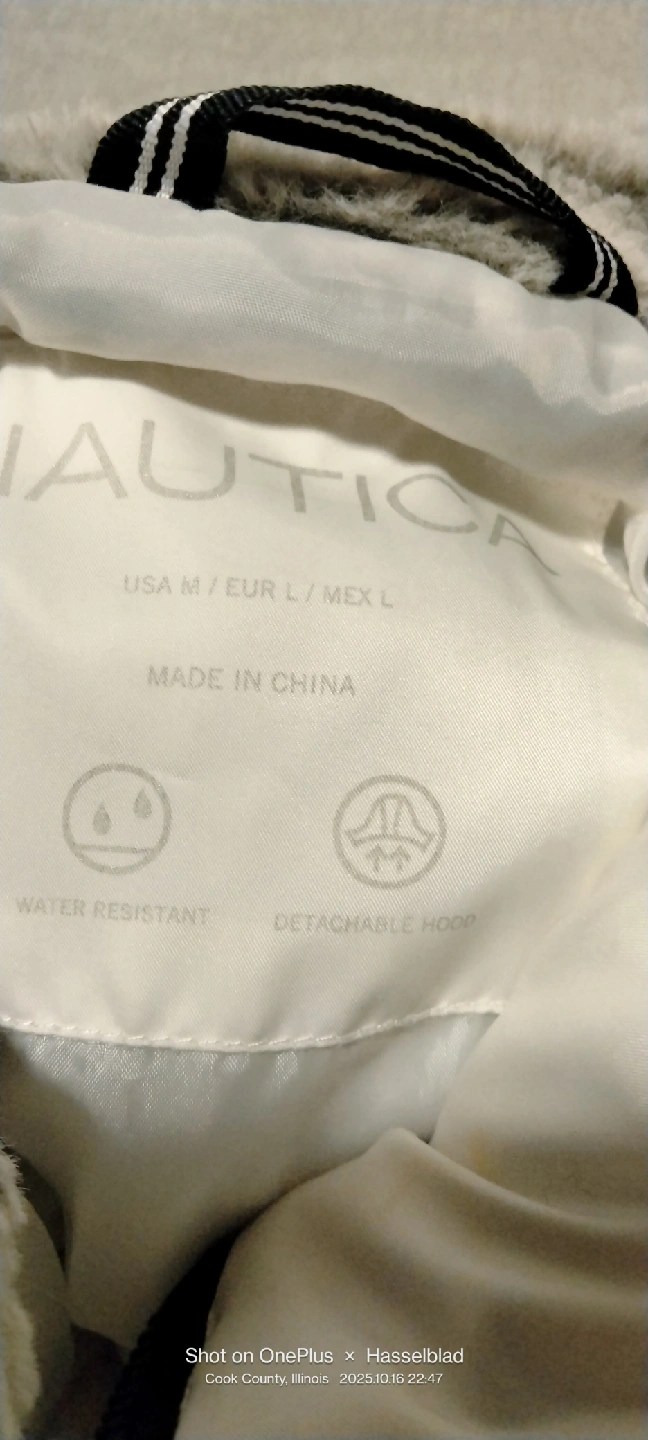 NAUTICA
USA M / EUR L / MEX L
MADE IN CHINA
WATER RESISTANT
DETACHABLE HOOD
Shot on OnePlus × Hasselblad
Cook County, Illinois 2025.10.16 22:47